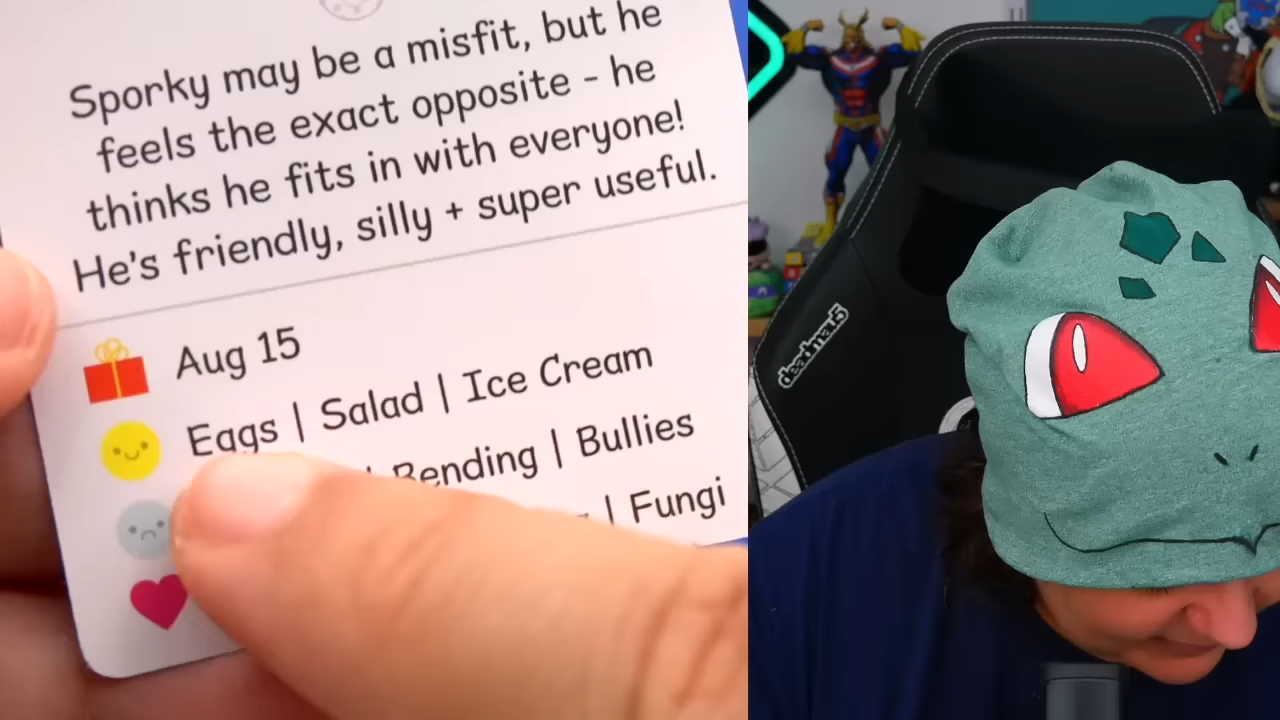 Sporky may be a misfit, but he
feels the exact opposite - he
thinks he fits in with everyone!
He's friendly, silly + super useful.
Aug 15
Eggs | Salad | Ice Cream
| Bending | Bullies
| Fungi
deadmau5